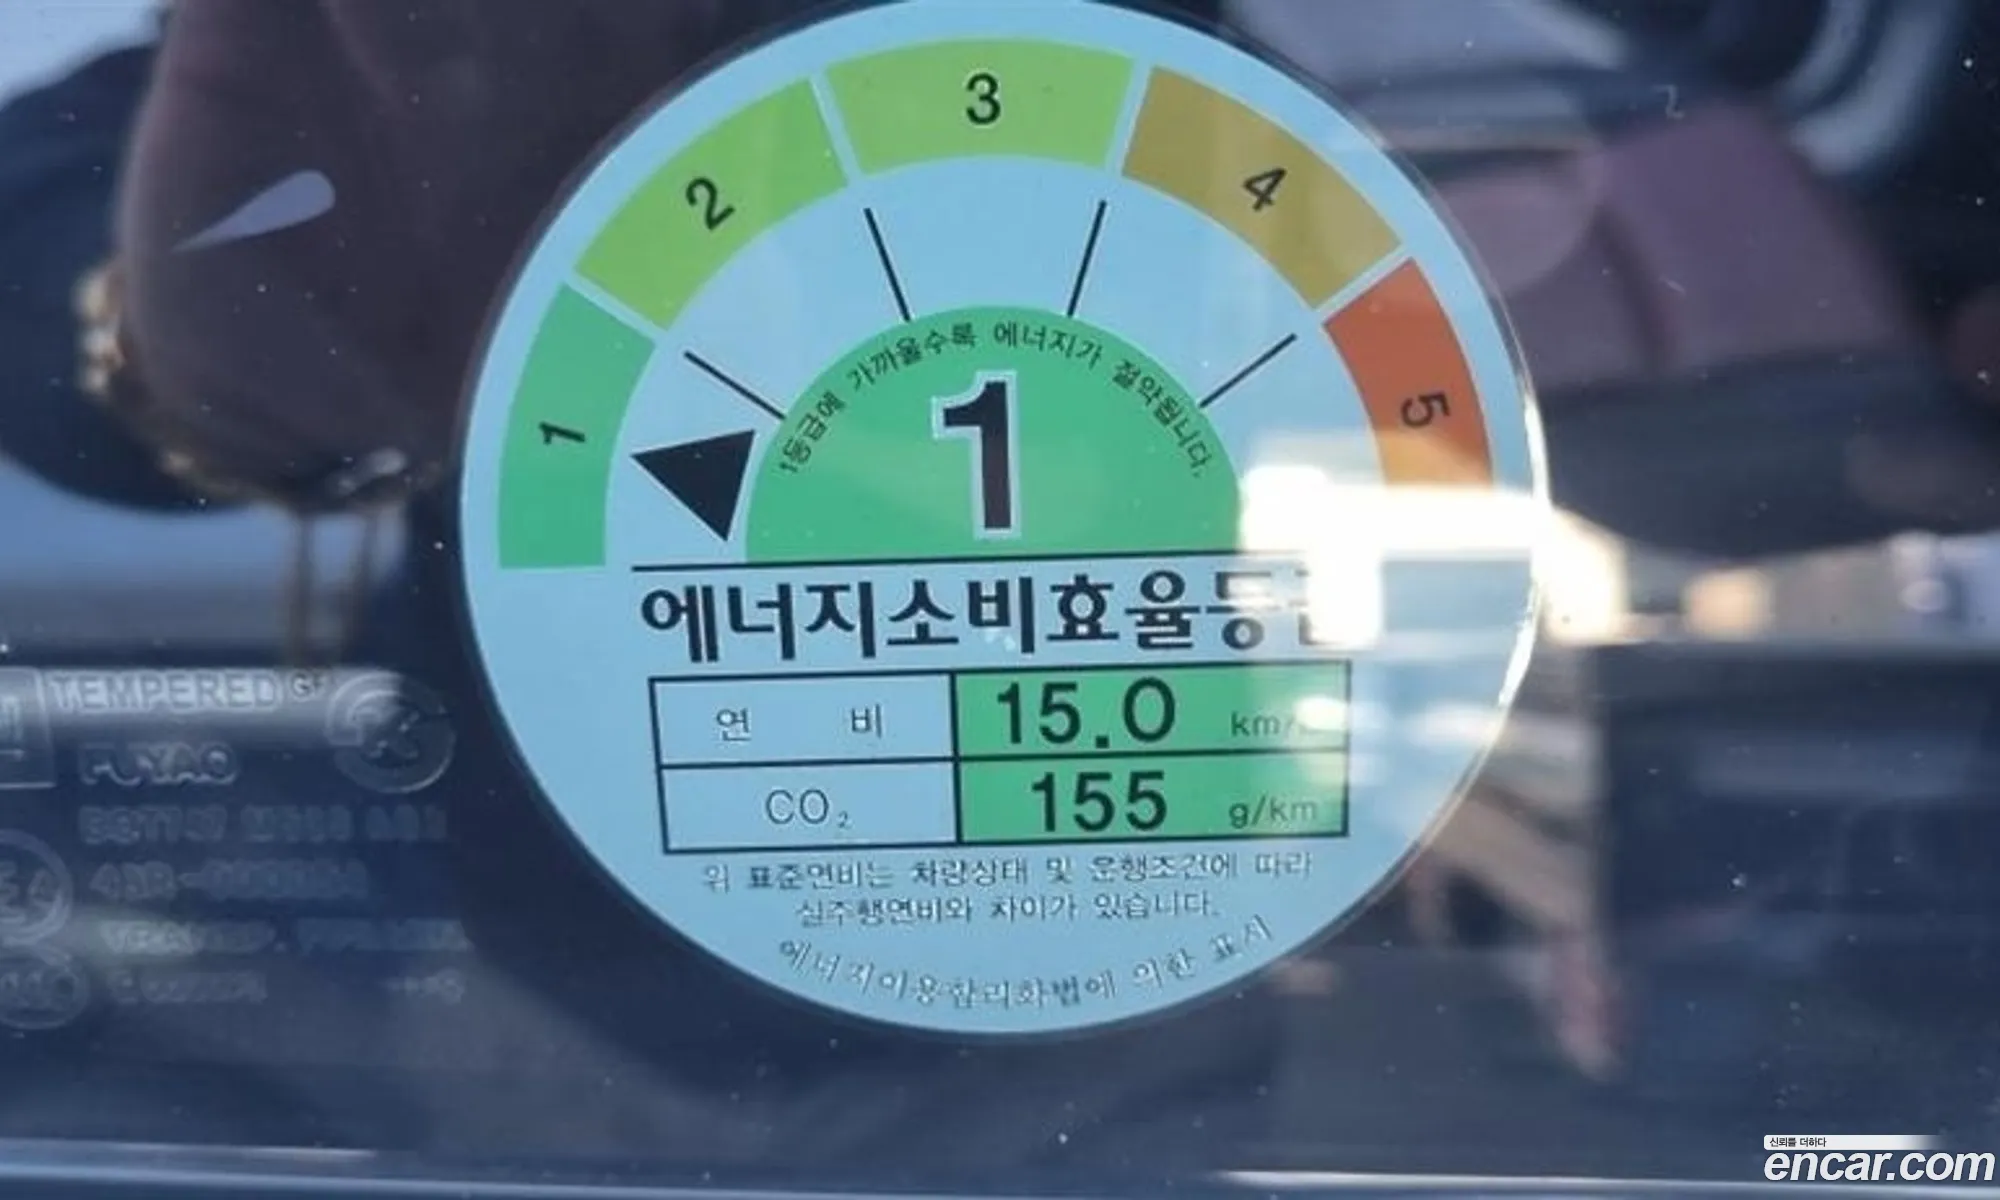 1
2
3
4
5
1등급에 가까울수록 에너지가 절약됩니다.
1
에너지소비효율등
연 비 15.0 km/
CO₂ 155 g/km
위 표준연비는 차량상태 및 운행조건에 따라
실주행연비와 차이가 있습니다.
에너지이용합리화법에 의한 표시
TEMPERED
FUYAO
신뢰를 더하다
encar.com